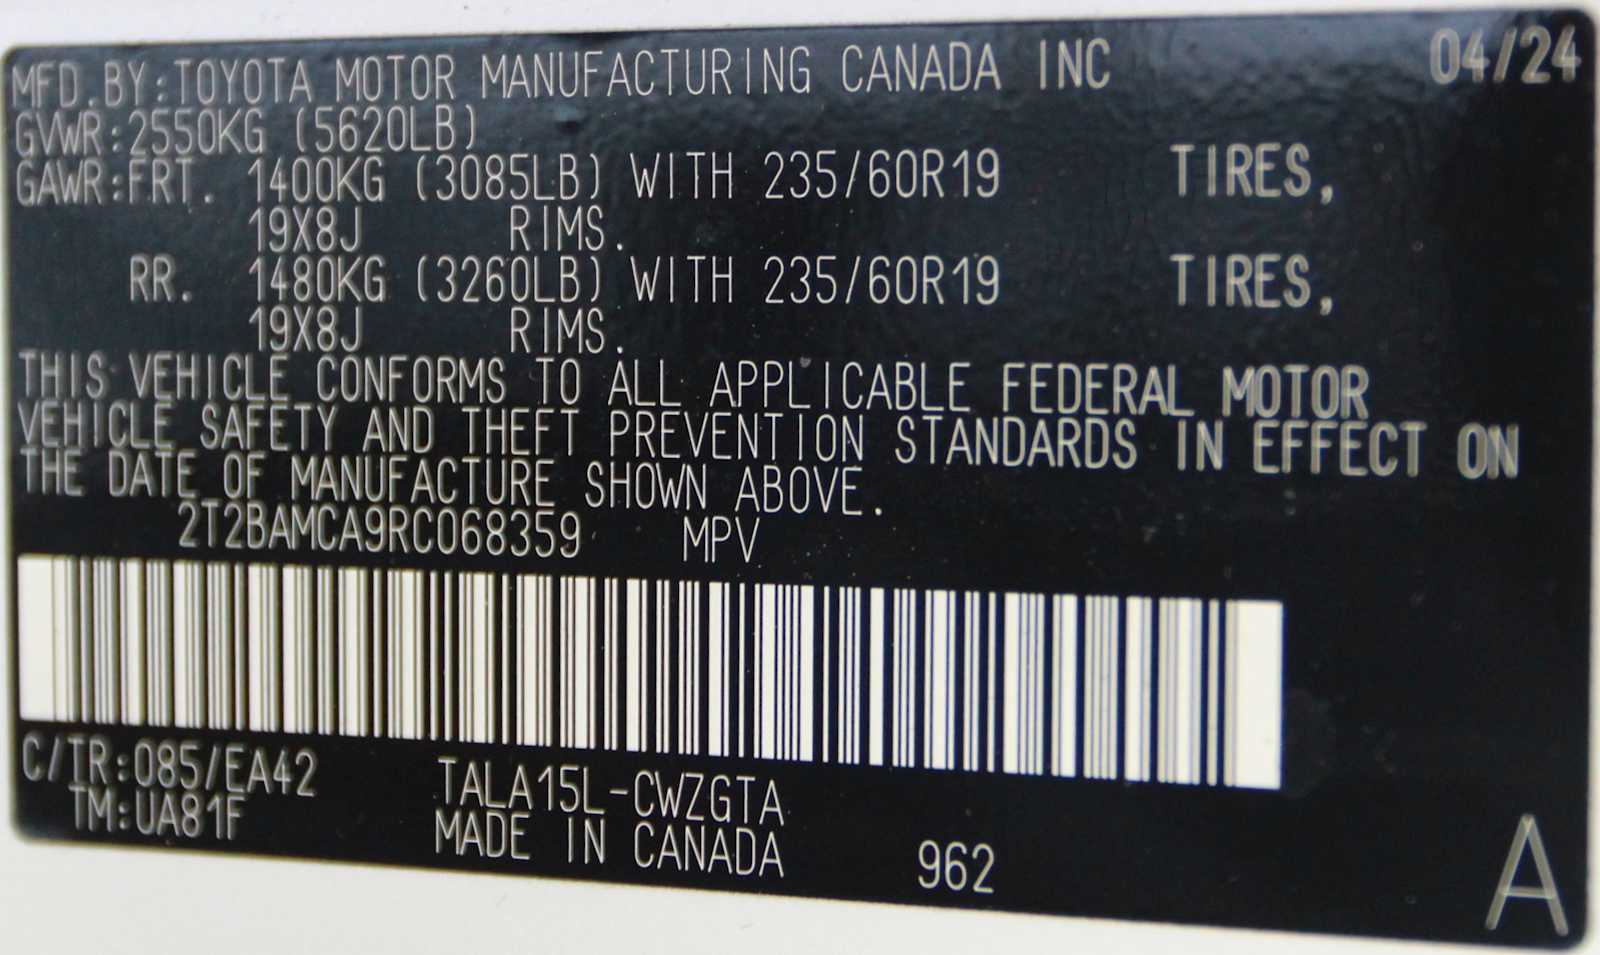 MFD.BY:TOYOTA MOTOR MANUFACTURING CANADA INC 04/24
GVWR:2550KG (5620LB)
GAWR:FRT. 1400KG (3085LB) WITH 235/60R19 TIRES,
19X8J RIMS.
RR. 1480KG (3260LB) WITH 235/60R19 TIRES,
19X8J RIMS.
THIS VEHICLE CONFORMS TO ALL APPLICABLE FEDERAL MOTOR
VEHICLE SAFETY AND THEFT PREVENTION STANDARDS IN EFFECT ON
THE DATE OF MANUFACTURE SHOWN ABOVE.
2T2BAMCA9RC068359 MPV
C/TR:085/EA42 TALA15L-CWZGTA
TM:UA81F MADE IN CANADA 962 A